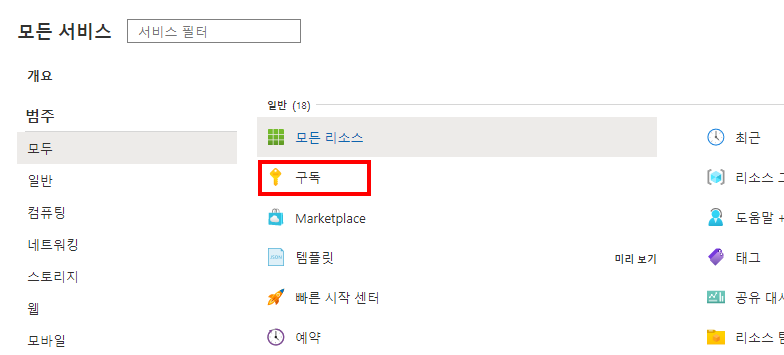 모든 서비스
서비스 필터
개요
범주
모두
일반
컴퓨팅
네트워킹
스토리지
웹
모바일
일반 (18)
모든 리소스
구독
Marketplace
템플릿 미리 보기
빠른 시작 센터
예약
최근
리소스 그
도움말 +
태그
공유 대시
리소스 탐